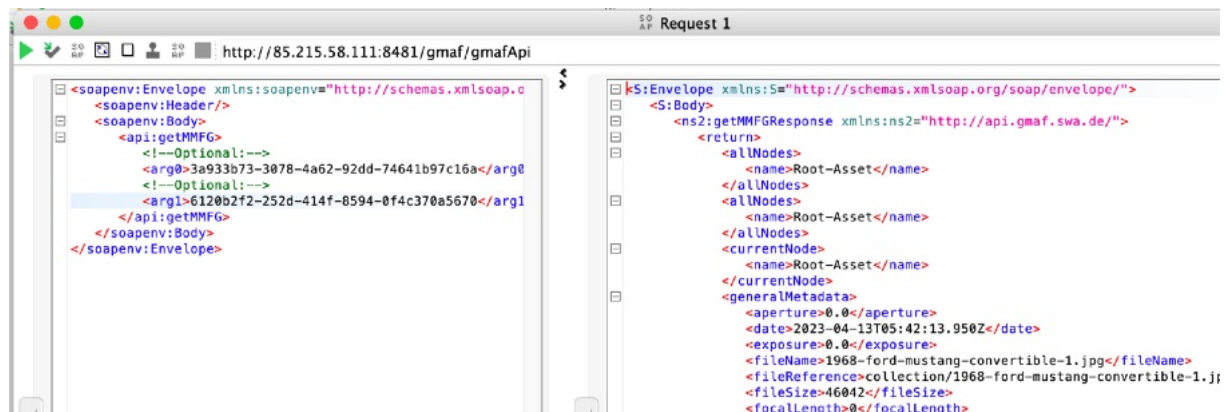 SOAP Request 1
http://85.215.58.111:8481/gmaf/gmafApi
<soapenv:Envelope xmlns:soapenv="http://schemas.xmlsoap.o
<soapenv:Header/>
<soapenv:Body>
<api:getMMFG>
<!--Optional:-->
<arg0>3a933b73-3078-4a62-92dd-74641b97c16a</arg0
<!--Optional:-->
<arg1>6120b2f2-252d-414f-8594-0f4c370a5670</arg1
</api:getMMFG>
</soapenv:Body>
</soapenv:Envelope>
<S:Envelope xmlns:S="http://schemas.xmlsoap.org/soap/envelope/">
<S:Body>
<ns2:getMMFGResponse xmlns:ns2="http://api.gmaf.swa.de/">
<return>
<allNodes>
<name>Root-Asset</name>
</allNodes>
<allNodes>
<name>Root-Asset</name>
</allNodes>
<currentNode>
<name>Root-Asset</name>
</currentNode>
<generalMetadata>
<aperture>0.0</aperture>
<date>2023-04-13T05:42:13.950Z</date>
<exposure>0.0</exposure>
<fileName>1968-ford-mustang-convertible-1.jpg</fileName>
<fileReference>collection/1968-ford-mustang-convertible-1.jp
<fileSize>46042</fileSize>
<focalLength>0</focalLength>